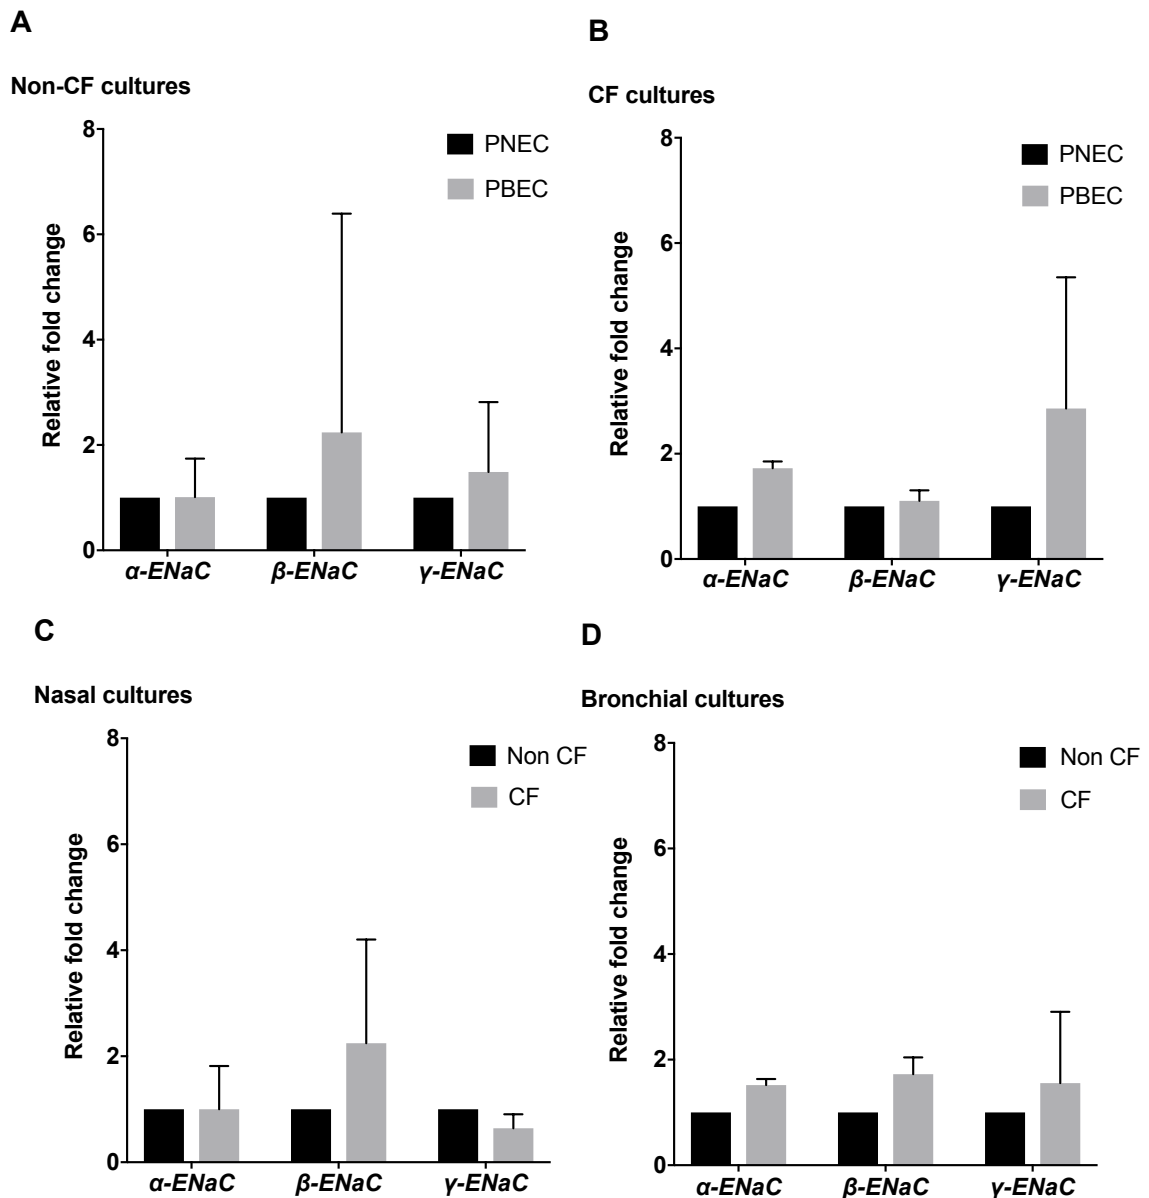 A
Non-CF cultures
Relative fold change
8
6
4
2
0
PNEC
PBEC
α-ENaC β-ENaC γ-ENaC
B
CF cultures
Relative fold change
8
6
4
2
0
PNEC
PBEC
α-ENaC β-ENaC γ-ENaC
C
Nasal cultures
Relative fold change
8
6
4
2
0
Non CF
CF
α-ENaC β-ENaC γ-ENaC
D
Bronchial cultures
Relative fold change
8
6
4
2
0
Non CF
CF
α-ENaC β-ENaC γ-ENaC